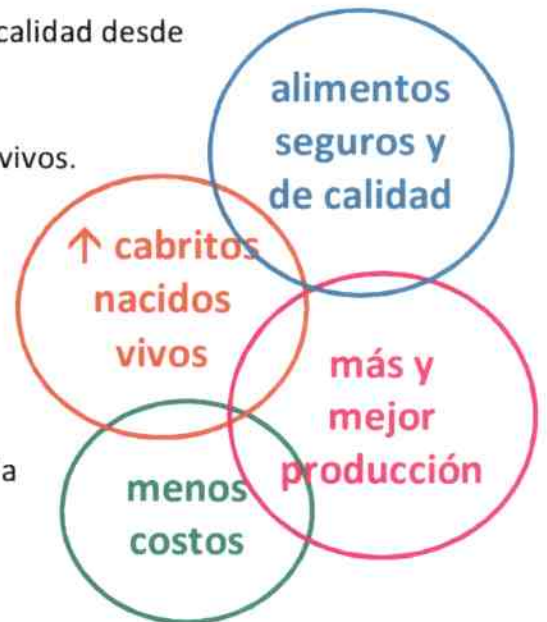 calidad desde
vivos.
a
alimentos
seguros y
de calidad
↑ cabritos
nacidos
vivos
más y
mejor
producción
menos
costos